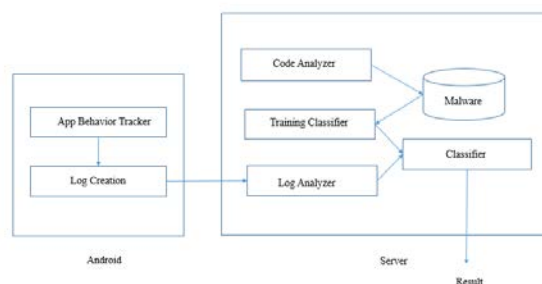 Code Analyzer
Malware
App Behavior Tracker
Training Classifier
Classifier
Log Creation
Log Analyzer
Android
Server
Result